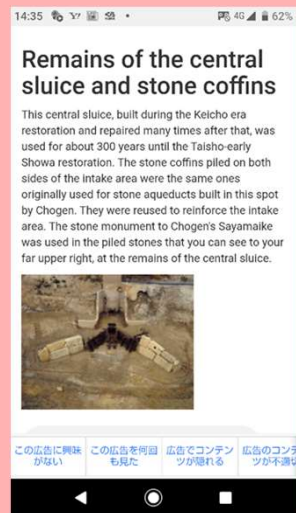 14:35
4G 62%
Remains of the central
sluice and stone coffins
This central sluice, built during the Keicho era
restoration and repaired many times after that, was
used for about 300 years until the Taisho-early
Showa restoration. The stone coffins piled on both
sides of the intake area were the same ones
originally used for stone aqueducts built in this spot
by Chogen. They were reused to reinforce the intake
area. The stone monument to Chogen's Sayamaike
was used in the piled stones that you can see to your
far upper right, at the remains of the central sluice.
この広告に興味
がない
この広告を何回
も見た
広告でコンテン
ツが隠れる
広告のコンテ
ンツが不適切